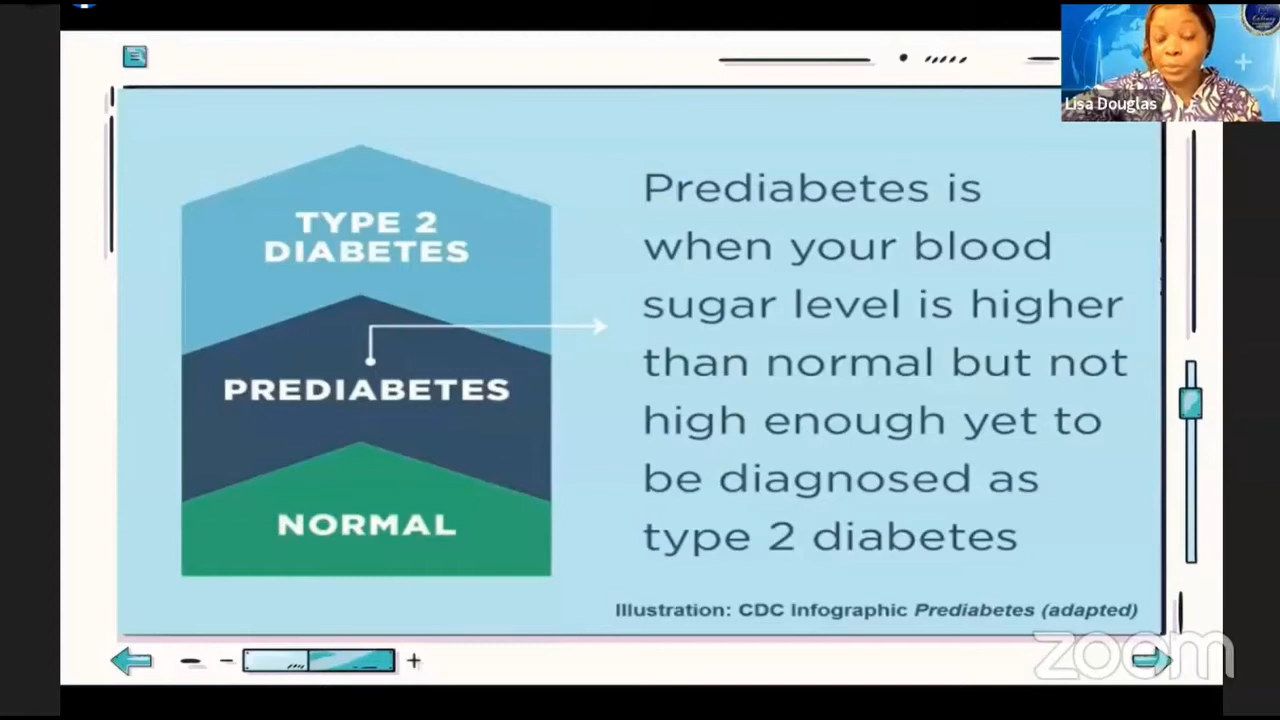 Lisa Douglas
TYPE 2
DIABETES
PREDIABETES
NORMAL
Prediabetes is
when your blood
sugar level is higher
than normal but not
high enough yet to
be diagnosed as
type 2 diabetes
Illustration: CDC Infographic Prediabetes (adapted)
zoom